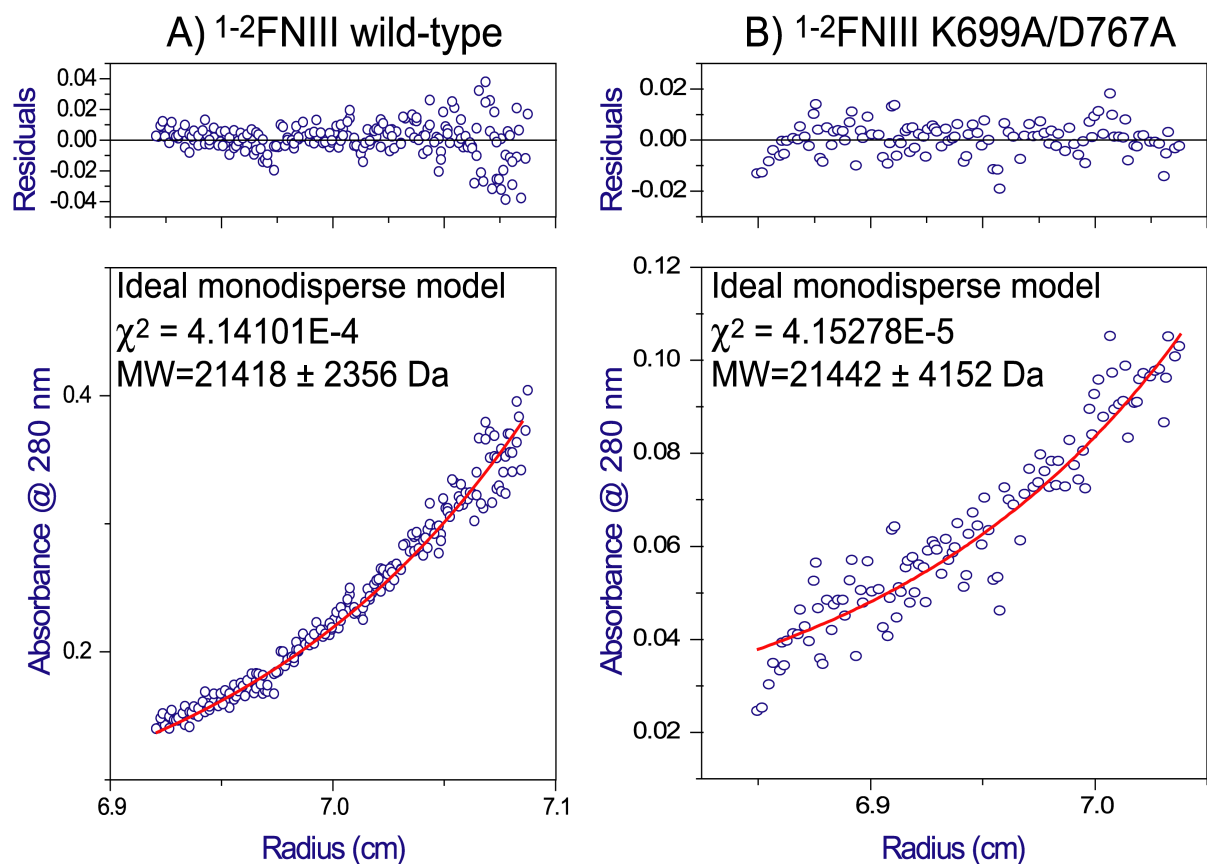 A) 1-2FNIII wild-type
B) 1-2FNIII K699A/D767A
Residuals
0.04
0.02
0.00
-0.02
-0.04
Residuals
0.02
0.00
-0.02
Ideal monodisperse model
χ2 = 4.14101E-4
MW=21418 ± 2356 Da
Absorbance @ 280 nm
0.4
0.2
6.9
7.0
7.1
Radius (cm)
Ideal monodisperse model
χ2 = 4.15278E-5
MW=21442 ± 4152 Da
Absorbance @ 280 nm
0.12
0.10
0.08
0.06
0.04
0.02
6.9
7.0
Radius (cm)